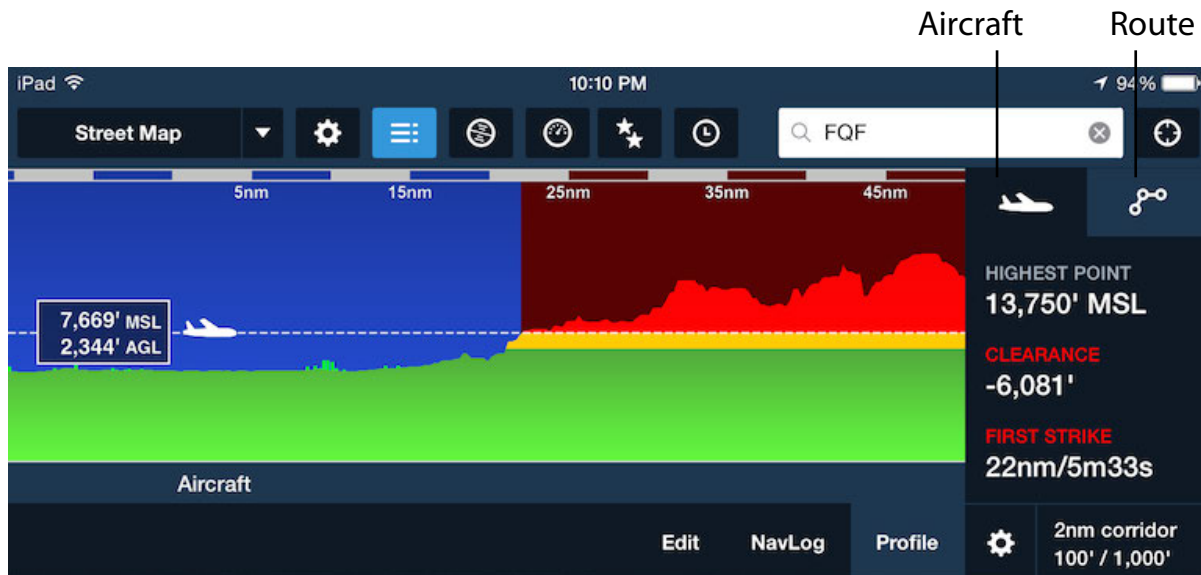 Aircraft Route
iPad 10:10 PM 94%
Street Map FQF
5nm 15nm 25nm 35nm 45nm
7,669' MSL
2,344' AGL
HIGHEST POINT
13,750' MSL
CLEARANCE
-6,081'
FIRST STRIKE
22nm/5m33s
Aircraft
Edit NavLog Profile
2nm corridor
100' / 1,000'